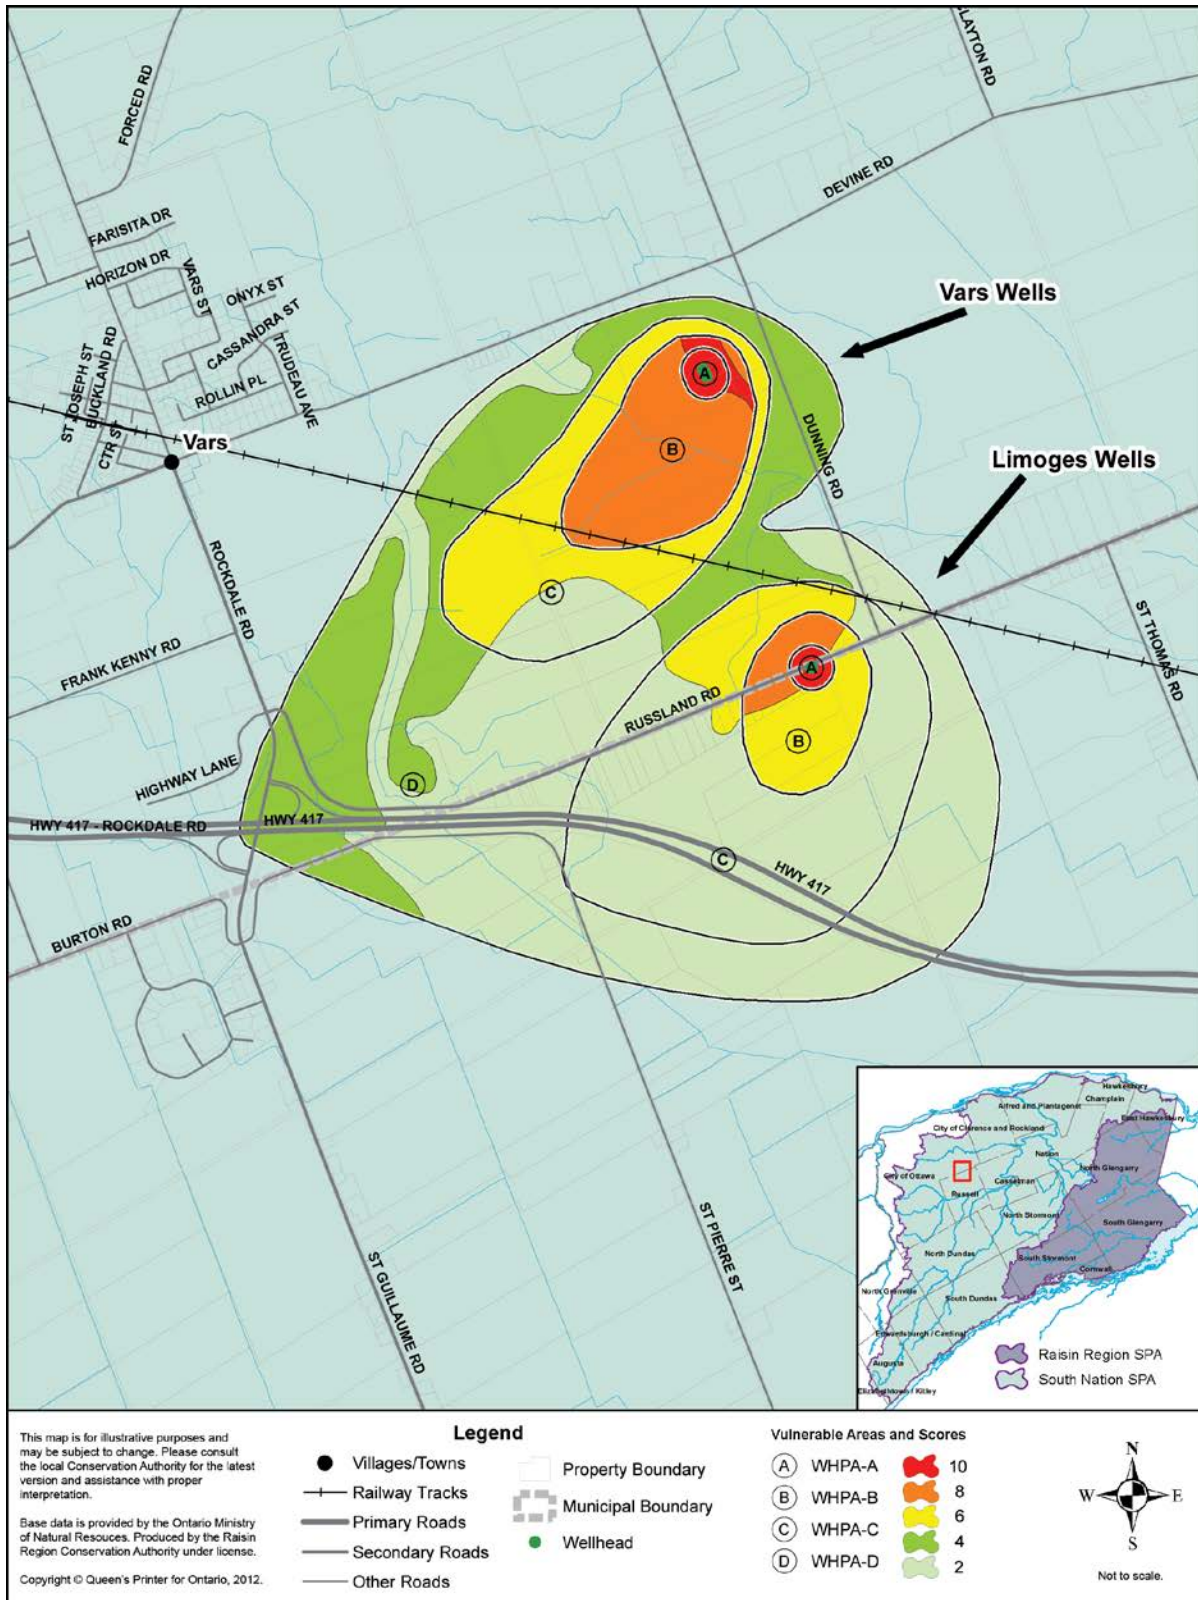 CLAYTON RD
FORCED RD
DEVINE RD
FARISITA DR
HORIZON DR
VARS ST
ONYX ST
CASSANDRA ST
TRUDEAU AVE
ST JOSEPH ST
BUCKLAND RD
ROLLIN PL
CTR ST
Vars
Vars Wells
A
B
DUNNING RD
Limoges Wells
ROCKDALE RD
C
ST THOMAS RD
FRANK KENNY RD
A
RUSSLAND RD
B
HIGHWAY LANE
D
HWY 417 - ROCKDALE RD
HWY 417
C
HWY 417
BURTON RD
ST PIERRE ST
ST GUILLAUME RD
Hawkesbury
Champlain
Alfred and Plantagenet
East Hawkesbury
City of Clarence and Rockland
Nation
North Glengarry
City of Ottawa
Casselman
Russell
North Stormont
South Glengarry
North Dundas
South Stormont
Cornwall
North Grenville
South Dundas
Edwardsburgh / Cardinal
Augusta
Elizabethtown / Kitley
Raisin Region SPA
South Nation SPA
This map is for illustrative purposes and
may be subject to change. Please consult
the local Conservation Authority for the latest
version and assistance with proper
interpretation.
Base data is provided by the Ontario Ministry
of Natural Resouces. Produced by the Raisin
Region Conservation Authority under license.
Copyright © Queen's Printer for Ontario, 2012.
Legend
Villages/Towns
Railway Tracks
Primary Roads
Secondary Roads
Other Roads
Property Boundary
Municipal Boundary
Wellhead
Vulnerable Areas and Scores
A WHPA-A 10
B WHPA-B 8
C WHPA-C 6
D WHPA-D 4
2
N
W E
S
Not to scale.